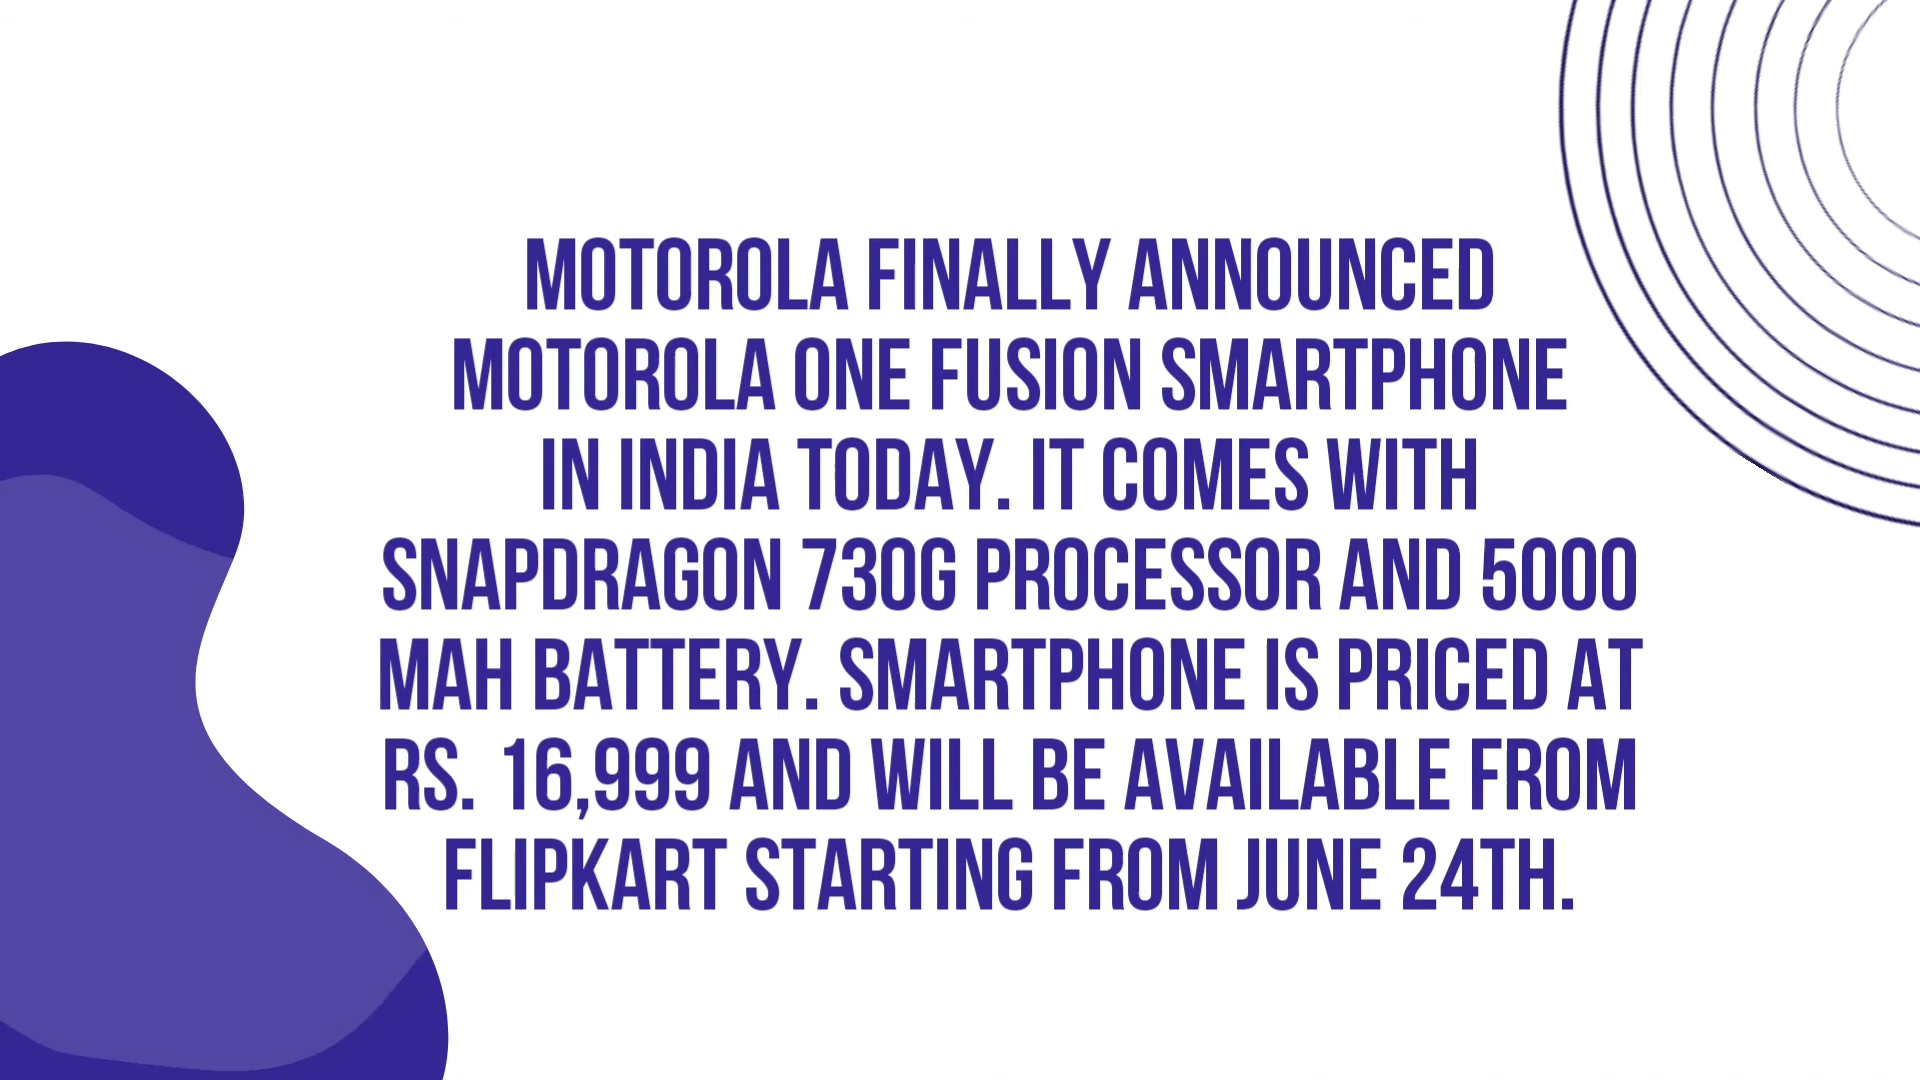 MOTOROLA FINALLY ANNOUNCED
MOTOROLA ONE FUSION SMARTPHONE
IN INDIA TODAY. IT COMES WITH
SNAPDRAGON 730G PROCESSOR AND 5000
MAH BATTERY. SMARTPHONE IS PRICED AT
RS. 16,999 AND WILL BE AVAILABLE FROM
FLIPKART STARTING FROM JUNE 24TH.